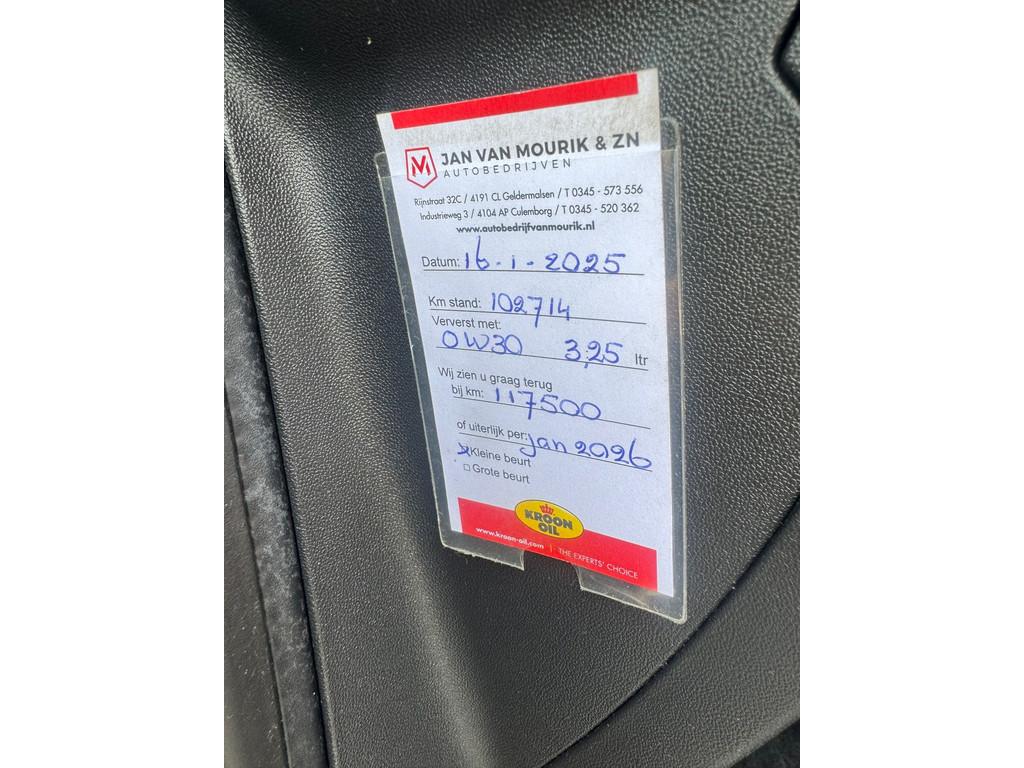 JAN VAN MOURIK & ZN
AUTOBEDRIJVEN
Rijnstraat 32C / 4191 CL Geldermalsen / T 0345 - 573 556
Industrieweg 3 / 4104 AP Culemborg / T 0345 - 520 362
www.autobedrijfvanmourik.nl
Datum: 16-1-2025
Km stand: 102714
Ververst met:
0W30 3,25 ltr
Wij zien u graag terug
bij km: 117500
of uiterlijk per: jan 2026
Kleine beurt
Grote beurt
KROON
OIL
www.kroon-oil.com | THE EXPERTS' CHOICE